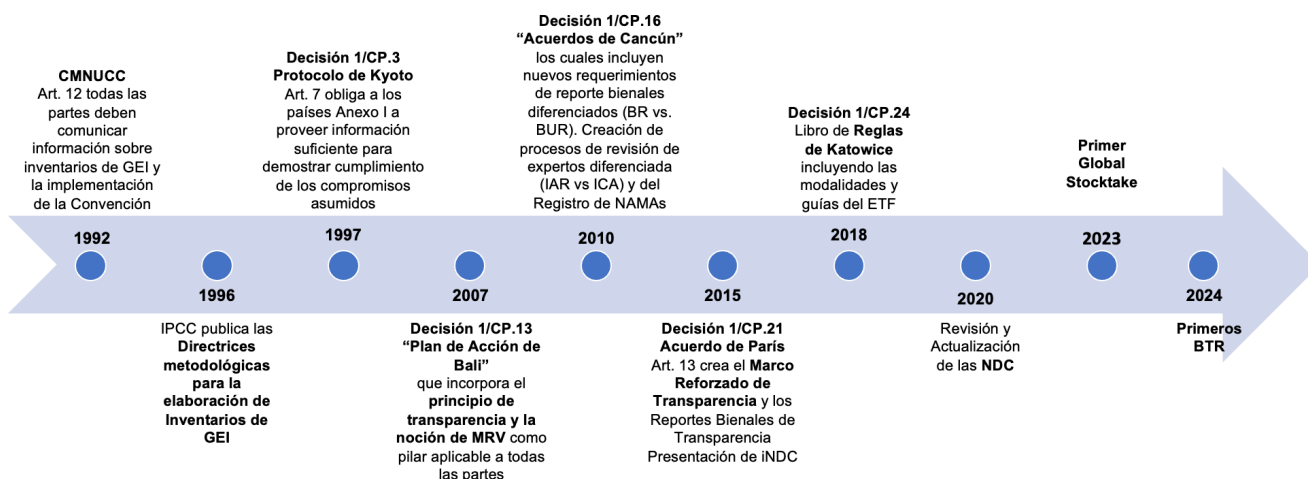 CMNUCC
Art. 12 todas las
partes deben
comunicar
información sobre
inventarios de GEI y
la implementación
de la Convención
1992
1996
IPCC publica las
Directrices
metodológicas
para la
elaboración de
Inventarios de
GEI
Decisión 1/CP.3
Protocolo de Kyoto
Art. 7 obliga a los
países Anexo I a
proveer información
suficiente para
demostrar cumplimiento
de los compromisos
asumidos
1997
2007
Decisión 1/CP.13
“Plan de Acción de
Bali”
que incorpora el
principio de
transparencia y la
noción de MRV como
pilar aplicable a todas
las partes
Decisión 1/CP.16
“Acuerdos de Cancún”
los cuales incluyen
nuevos requerimientos
de reporte bienales
diferenciados (BR vs.
BUR). Creación de
procesos de revisión de
expertos diferenciada
(IAR vs ICA) y del
Registro de NAMAs
2010
2015
Decisión 1/CP.21
Acuerdo de París
Art. 13 crea el Marco
Reforzado de
Transparencia y los
Reportes Bienales de
Transparencia
Presentación de iNDC
Decisión 1/CP.24
Libro de Reglas
de Katowice
incluyendo las
modalidades y
guías del ETF
2018
2020
Revisión y
Actualización
de las NDC
Primer
Global
Stocktake
2023
2024
Primeros
BTR